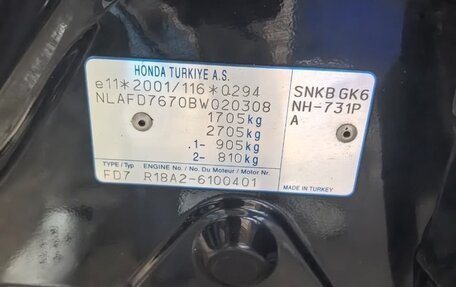 HONDA TURKIYE A.S.
e11*2001/116*0294
NLAFD7670BW020308
1705kg
2705kg
.1- 905kg
2- 810kg
TYPE / Typ ENGINE No. / No. Du Moteur / Motor Nr.
FD7 R18A2-6100401
SNKB GK6
NH-731P
A
MADE IN TURKEY